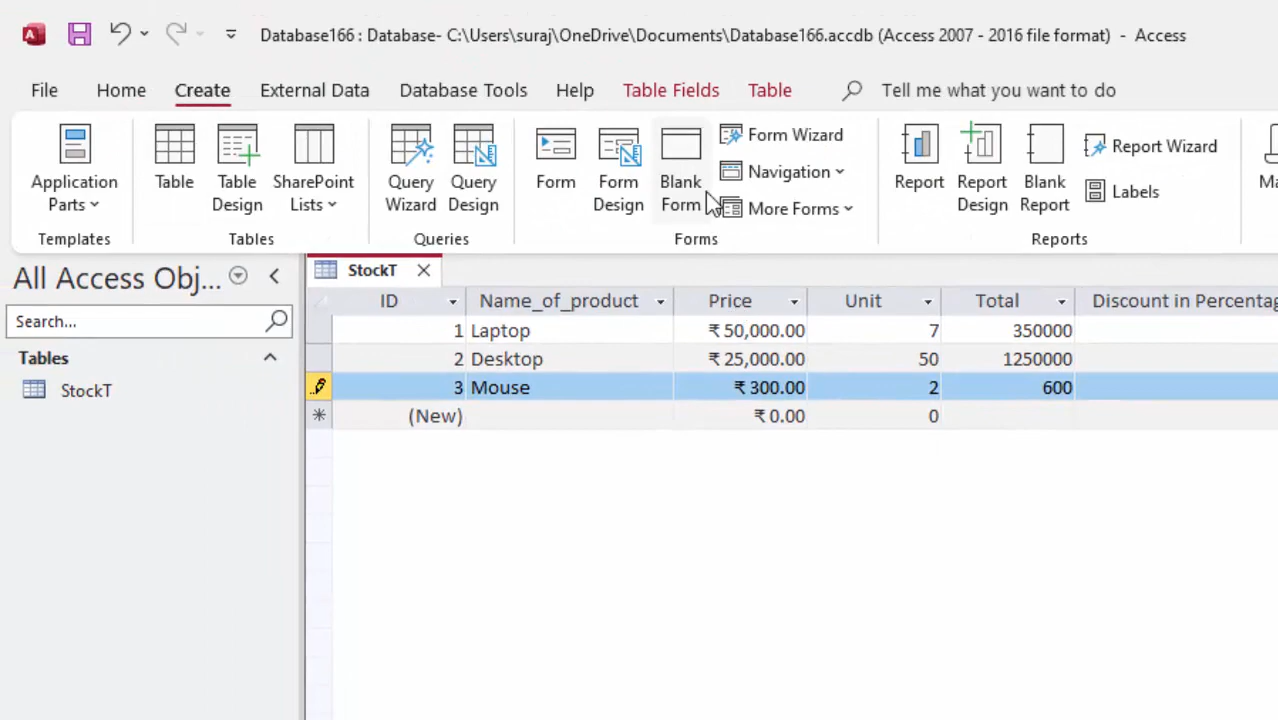 Database166 : Database- C:\Users\suraj\OneDrive\Documents\Database166.accdb (Access 2007 - 2016 file format) - Access
File Home Create External Data Database Tools Help Table Fields Table Tell me what you want to do
Application Parts
Table
Table Design
SharePoint Lists
Query Wizard
Query Design
Form
Form Design
Blank Form
Form Wizard
Navigation
More Forms
Report
Report Design
Blank Report
Report Wizard
Labels
Templates Tables Queries Forms Reports
All Access Obj...
Search...
Tables
StockT
StockT
ID Name_of_product Price Unit Total Discount in
1 Laptop ₹ 50,000.00 7 350000
2 Desktop ₹ 25,000.00 50 1250000
3 Mouse ₹ 300.00 2 600
(New) ₹ 0.00 0